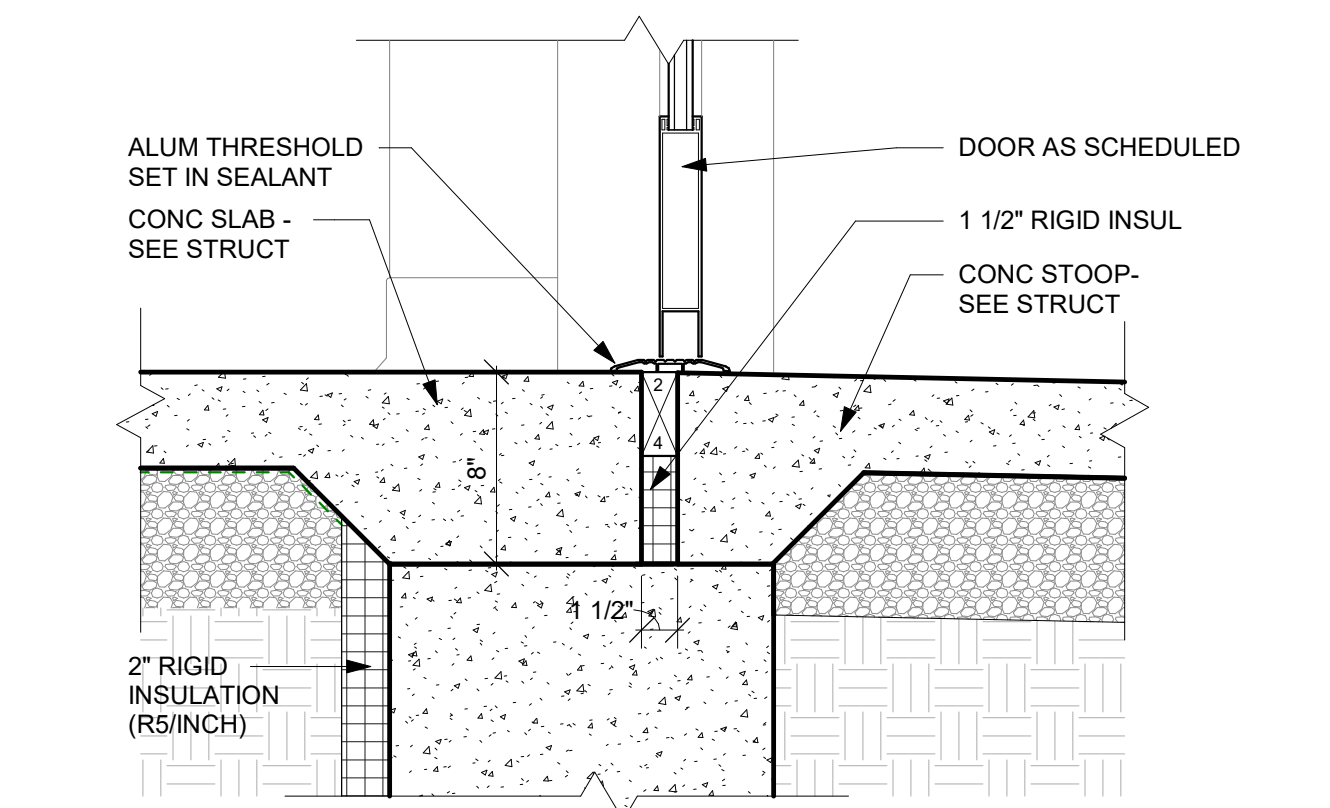 ALUM THRESHOLD
SET IN SEALANT
CONC SLAB -
SEE STRUCT
DOOR AS SCHEDULED
1 1/2" RIGID INSUL
CONC STOOP-
SEE STRUCT
2
4
8"
1 1/2"
2" RIGID
INSULATION
(R5/INCH)